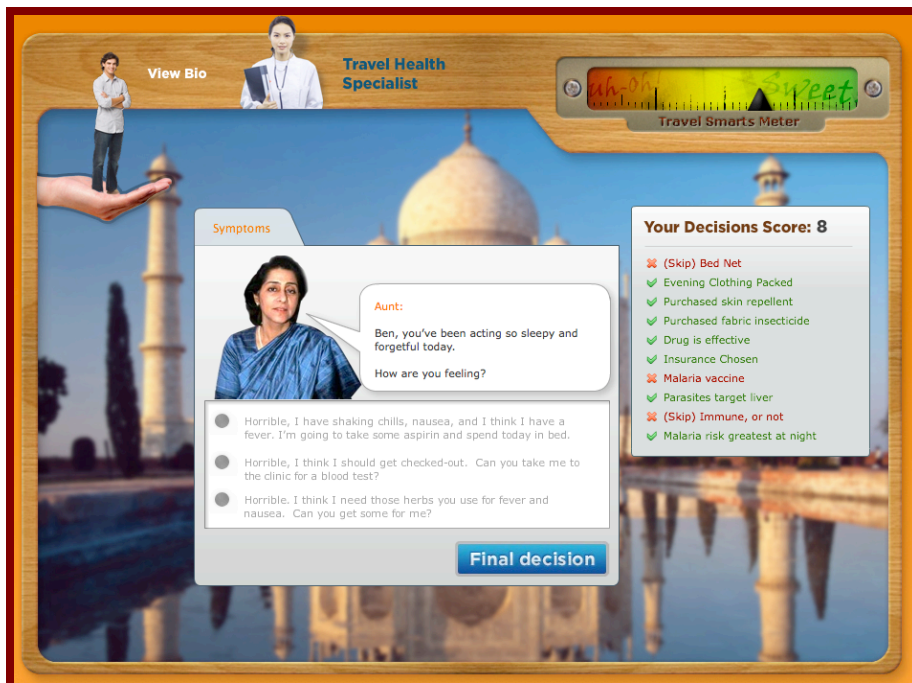 View Bio
Travel Health
Specialist
uh-oh!
Sweet
Travel Smarts Meter
Symptoms
Aunt:
Ben, you've been acting so sleepy and
forgetful today.
How are you feeling?
Horrible, I have shaking chills, nausea, and I think I have a
fever. I'm going to take some aspirin and spend today in bed.
Horrible, I think I should get checked-out. Can you take me to
the clinic for a blood test?
Horrible. I think I need those herbs you use for fever and
nausea. Can you get some for me?
Final decision
Your Decisions Score: 8
(Skip) Bed Net
Evening Clothing Packed
Purchased skin repellent
Purchased fabric insecticide
Drug is effective
Insurance Chosen
Malaria vaccine
Parasites target liver
(Skip) Immune, or not
Malaria risk greatest at night